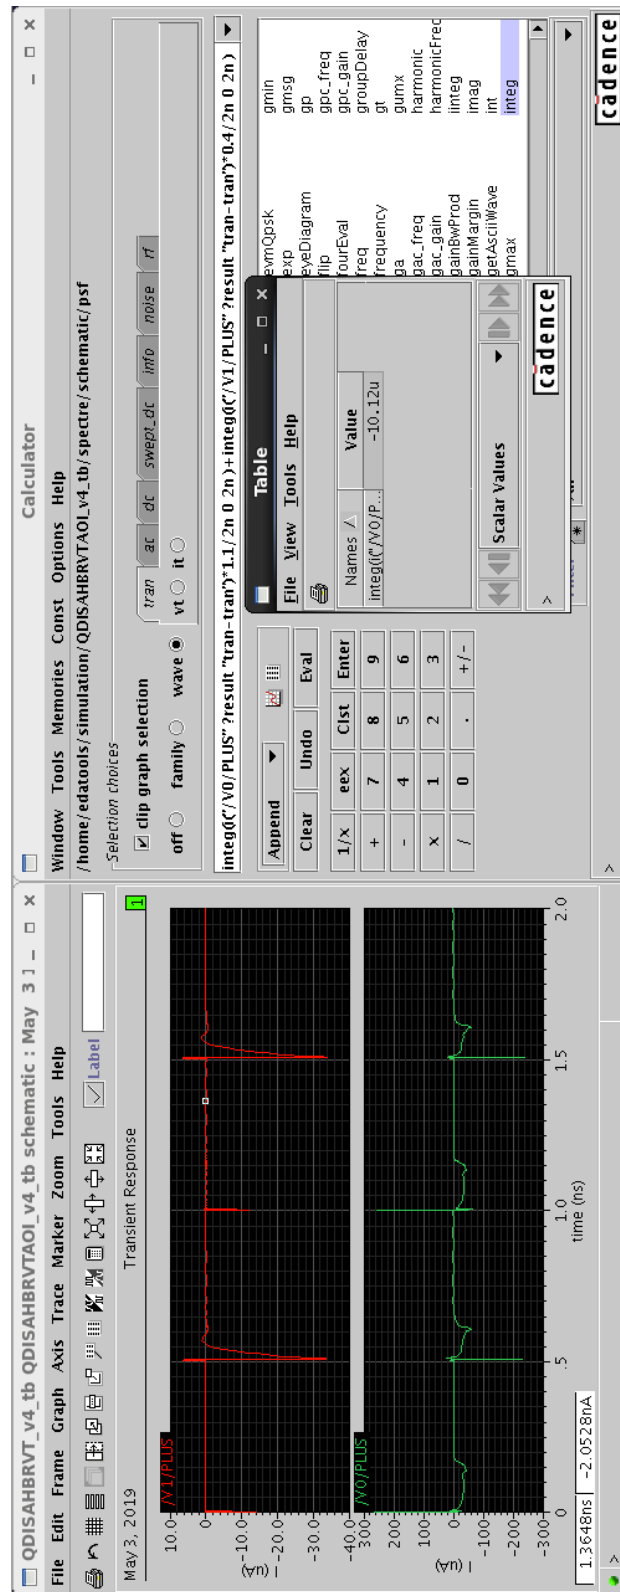 QDISAHBRVT_v4_tb QDISAHBRVTAOI_v4_tb schematic : May 3 1
File Edit Frame Graph Axis Trace Marker Zoom Tools Help
Label
May 3, 2019
Transient Response
1
/V1/PLUS
10.0
0
-10.0
-20.0
-30.0
-40.0
I (uA)
/V0/PLUS
300
200
100
0
-100
-200
-300
I (uA)
0 .5 1.0 1.5 2.0
time (ns)
1.3648ns -2.0528nA
>
Calculator
Window Tools Memories Const Options Help
/home/edatools/simulation/QDISAHBRVTAOI_v4_tb/spectre/schematic/psf
Selection choices
clip graph selection
tran ac dc swept_dc info noise rf
off family wave vt it
integ(i("/V0/PLUS" ?result "tran-tran")*1.1/2n 0 2n )+integ(i("/V1/PLUS" ?result "tran-tran")*0.4/2n 0 2n )
Append
Clear Undo Eval
1/x eex Clst Enter
+ 7 8 9
- 4 5 6
x 1 2 3
/ 0 . +/-
evmQpsk gmin
exp gmsg
eyeDiagram gp
flip gpc_freq
fourEval gpc_gain
freq groupDelay
frequency gt
ga gumx
gac_freq harmonic
gac_gain harmonicFrec
gainBwProd iinteg
gainMargin imag
getAsciiWave int
gmax integ
Table
File View Tools Help
Names Value
integ(i("/V0/P... -10.12u
Scalar Values
>
cādence
>
cādence